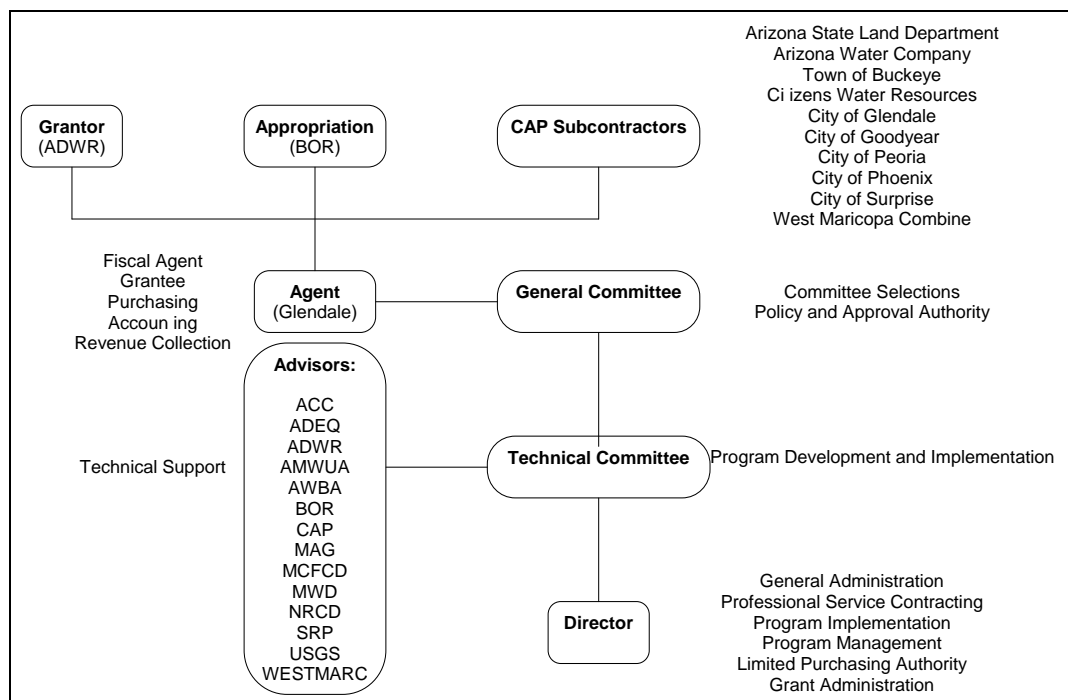 Arizona State Land Department
Arizona Water Company
Town of Buckeye
Ci izens Water Resources
City of Glendale
City of Goodyear
City of Peoria
City of Phoenix
City of Surprise
West Maricopa Combine
Grantor
(ADWR)
Appropriation
(BOR)
CAP Subcontractors
Fiscal Agent
Grantee
Purchasing
Accoun ing
Revenue Collection
Agent
(Glendale)
General Committee
Committee Selections
Policy and Approval Authority
Advisors:
ACC
ADEQ
ADWR
AMWUA
AWBA
BOR
CAP
MAG
MCFCD
MWD
NRCD
SRP
USGS
WESTMARC
Technical Support
Technical Committee
Program Development and Implementation
Director
General Administration
Professional Service Contracting
Program Implementation
Program Management
Limited Purchasing Authority
Grant Administration